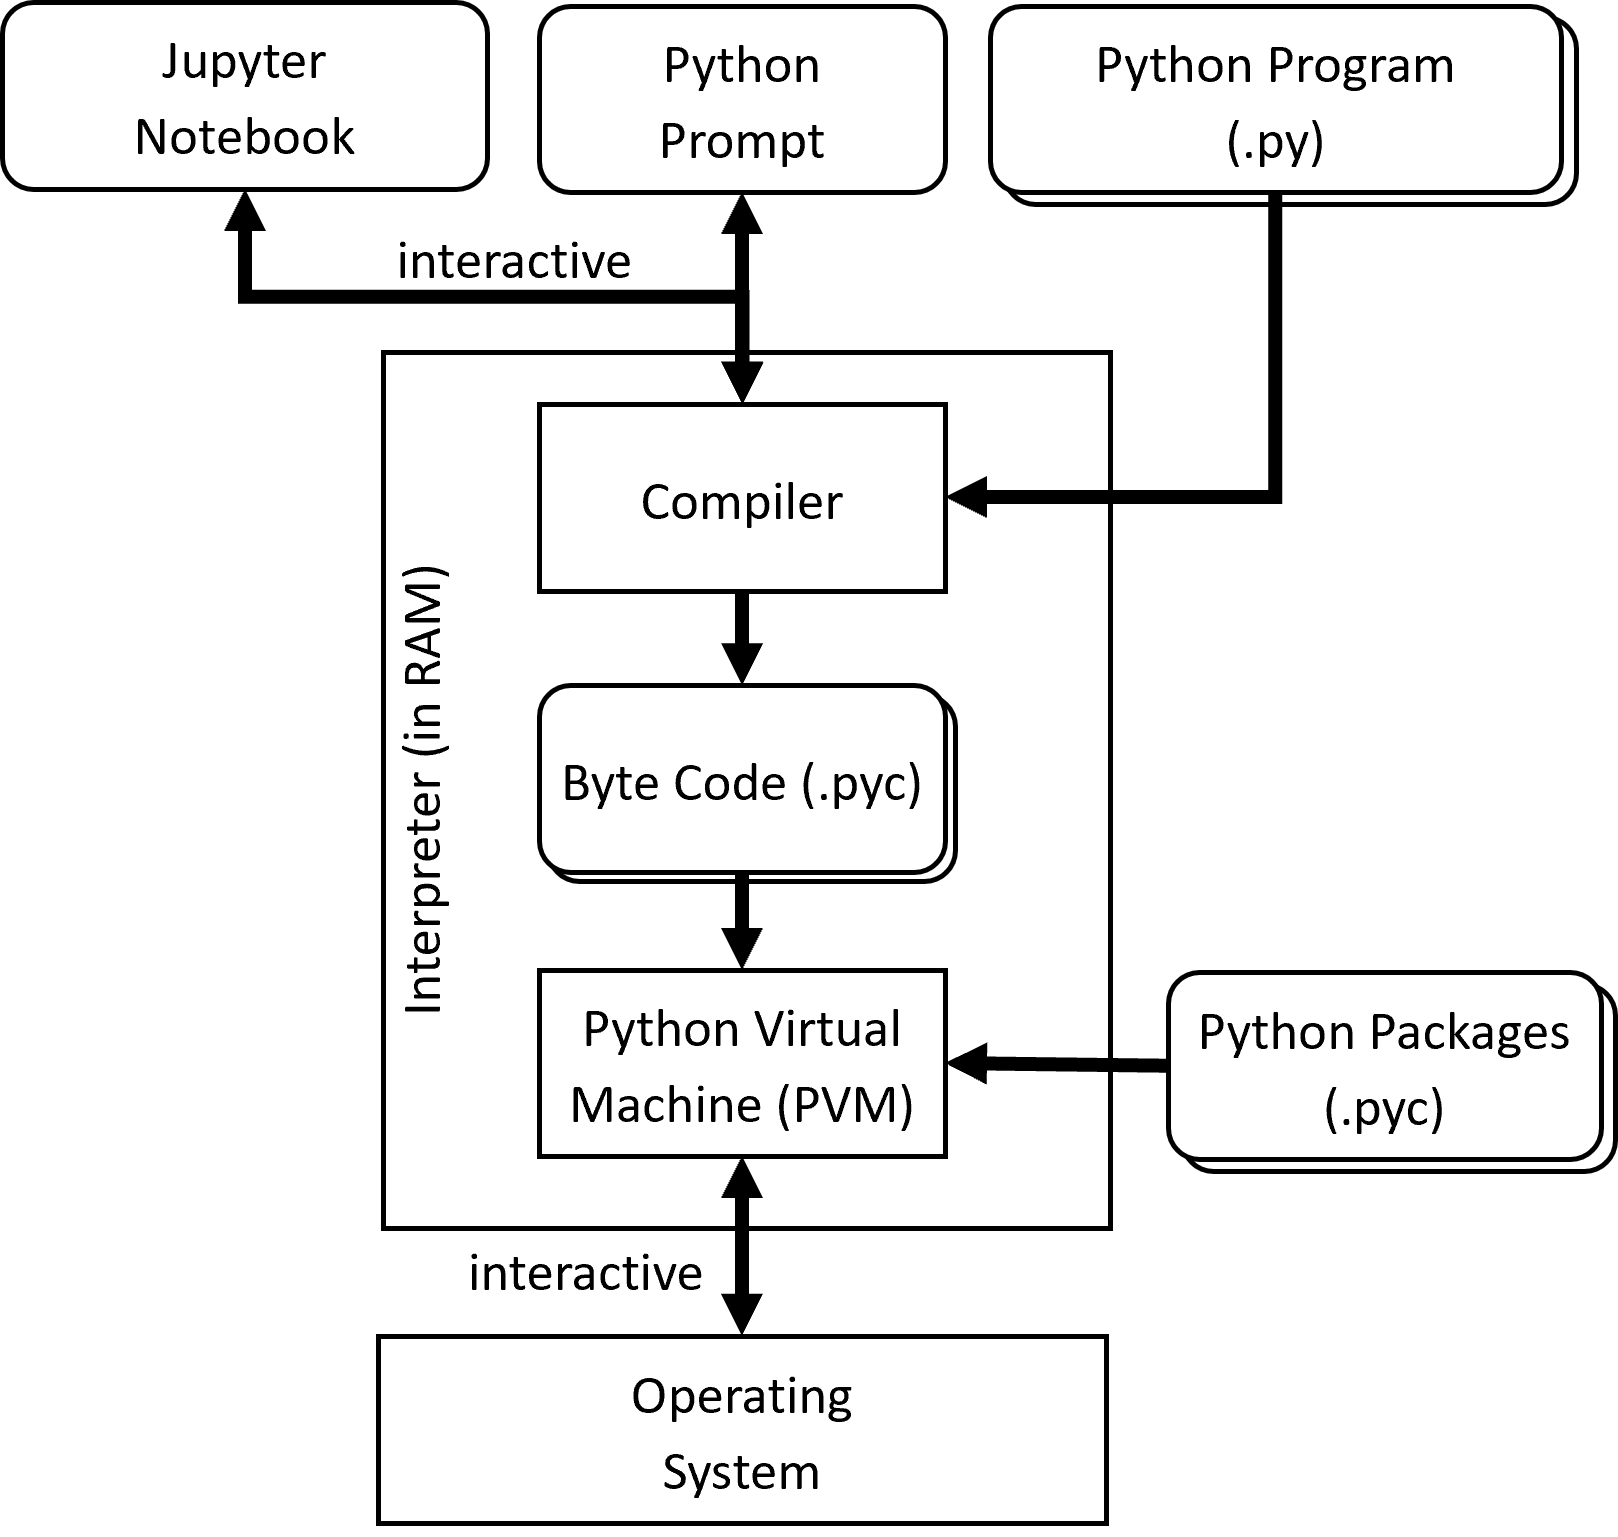 Jupyter
Notebook
Python
Prompt
Python Program
(.py)
interactive
Compiler
Interpreter (in RAM)
Byte Code (.pyc)
Python Virtual
Machine (PVM)
Python Packages
(.pyc)
interactive
Operating
System